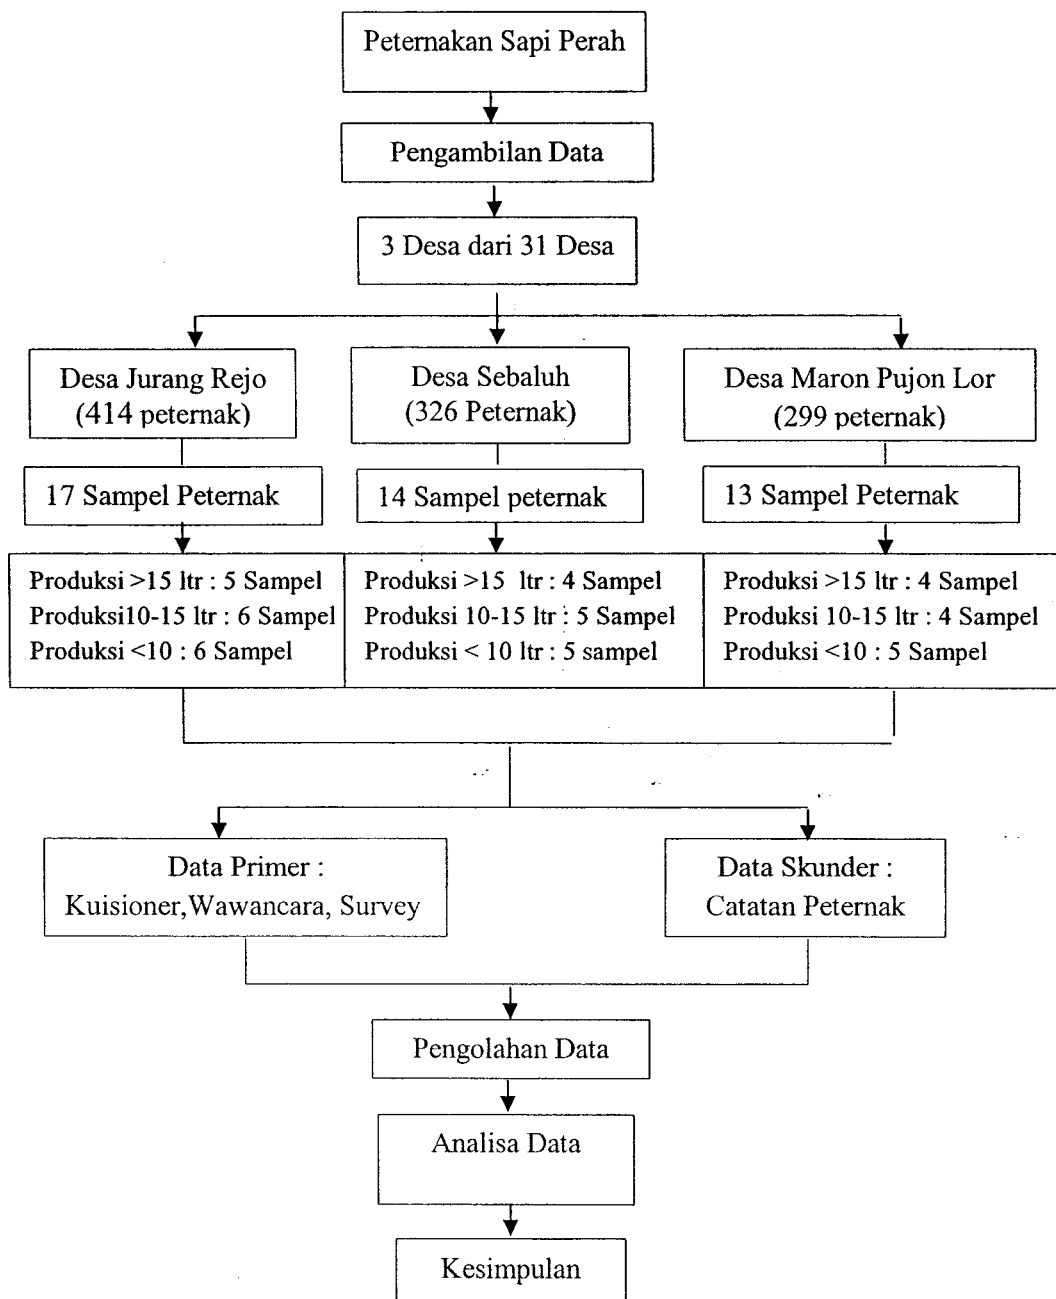 Peternakan Sapi Perah
Pengambilan Data
3 Desa dari 31 Desa
Desa Jurang Rejo
(414 peternak)
Desa Sebaluh
(326 Peternak)
Desa Maron Pujon Lor
(299 peternak)
17 Sampel Peternak
14 Sampel peternak
13 Sampel Peternak
Produksi >15 ltr : 5 Sampel
Produksi10-15 ltr : 6 Sampel
Produksi <10 : 6 Sampel
Produksi >15 ltr : 4 Sampel
Produksi 10-15 ltr : 5 Sampel
Produksi < 10 ltr : 5 sampel
Produksi >15 ltr : 4 Sampel
Produksi 10-15 ltr : 4 Sampel
Produksi <10 : 5 Sampel
Data Primer :
Kuisioner,Wawancara, Survey
Data Skunder :
Catatan Peternak
Pengolahan Data
Analisa Data
Kesimpulan